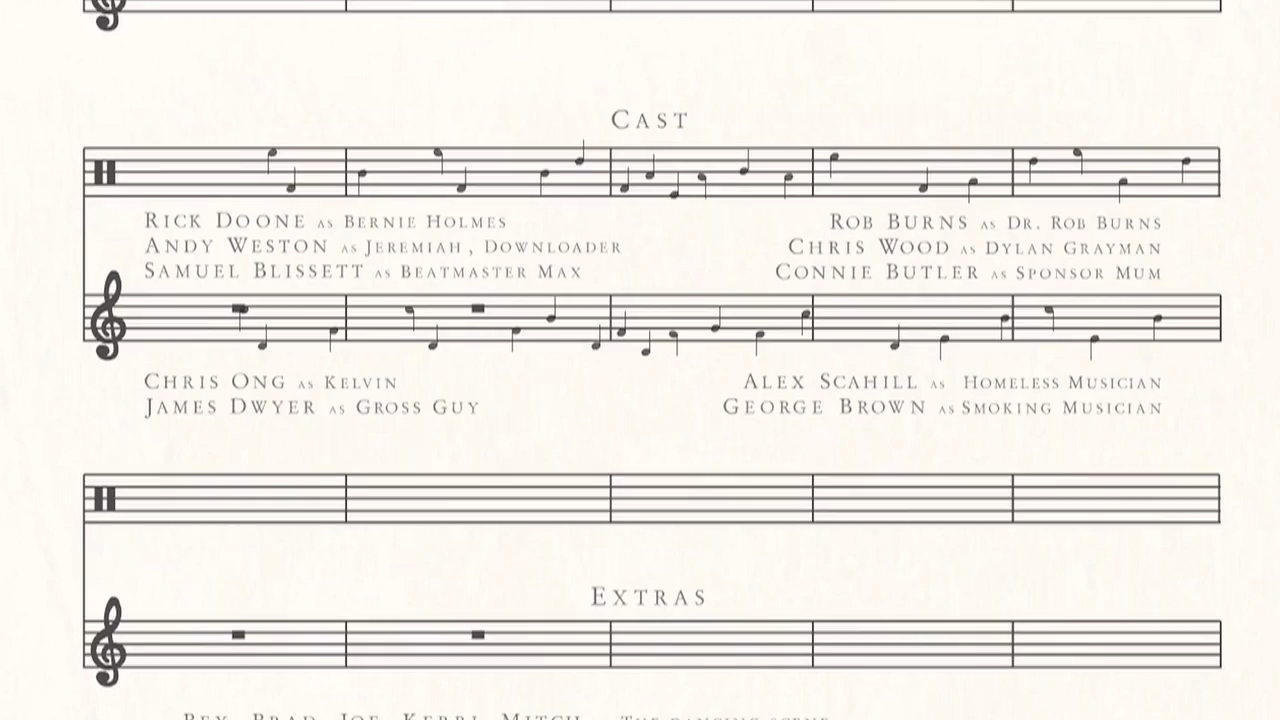 CAST
RICK DOONE AS BERNIE HOLMES
ROB BURNS AS DR. ROB BURNS
ANDY WESTON AS JEREMIAH, DOWNLOADER
CHRIS WOOD AS DYLAN GRAYMAN
SAMUEL BLISSETT AS BEATMASTER MAX
CONNIE BUTLER AS SPONSOR MUM
CHRIS ONG AS KELVIN
ALEX SCAHILL AS HOMELESS MUSICIAN
JAMES DWYER AS GROSS GUY
GEORGE BROWN AS SMOKING MUSICIAN
EXTRAS